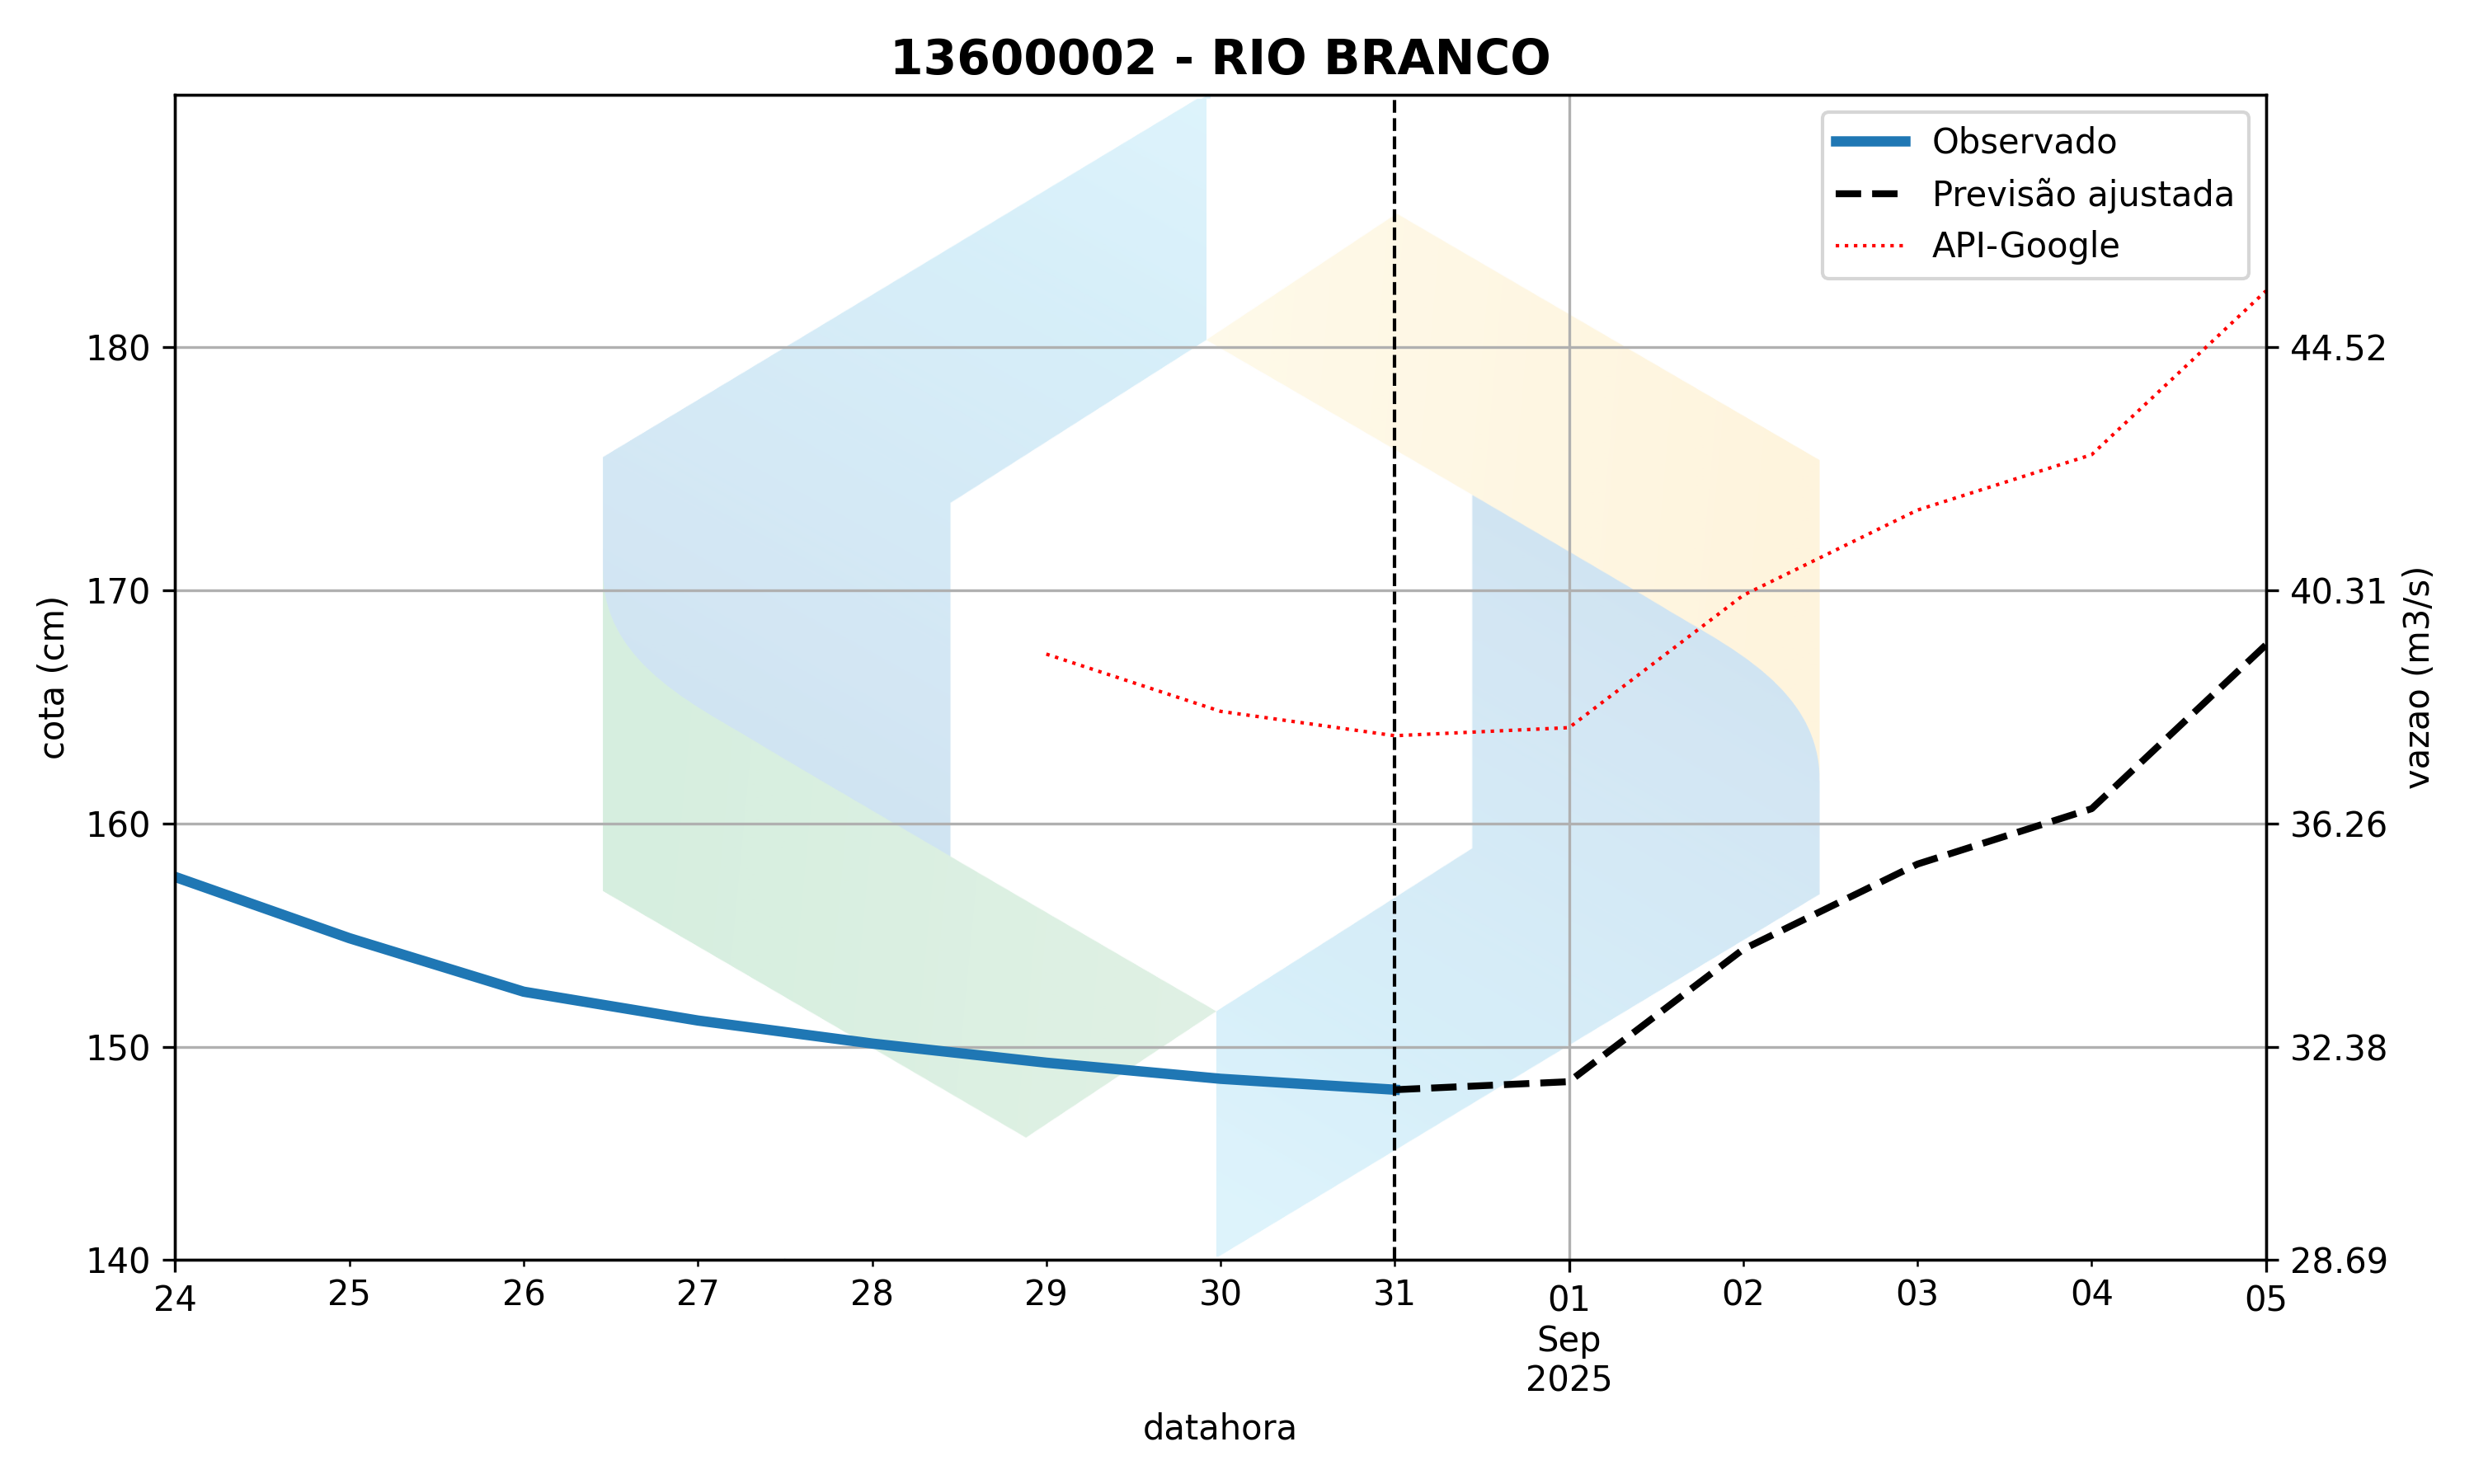 13600002 - RIO BRANCO
Observado
Previsão ajustada
API-Google
180
170
160
150
140
cota (cm)
44.52
40.31
36.26
32.38
28.69
vazao (m3/s)
24 25 26 27 28 29 30 31 01 02 03 04 05
Sep
2025
datahora